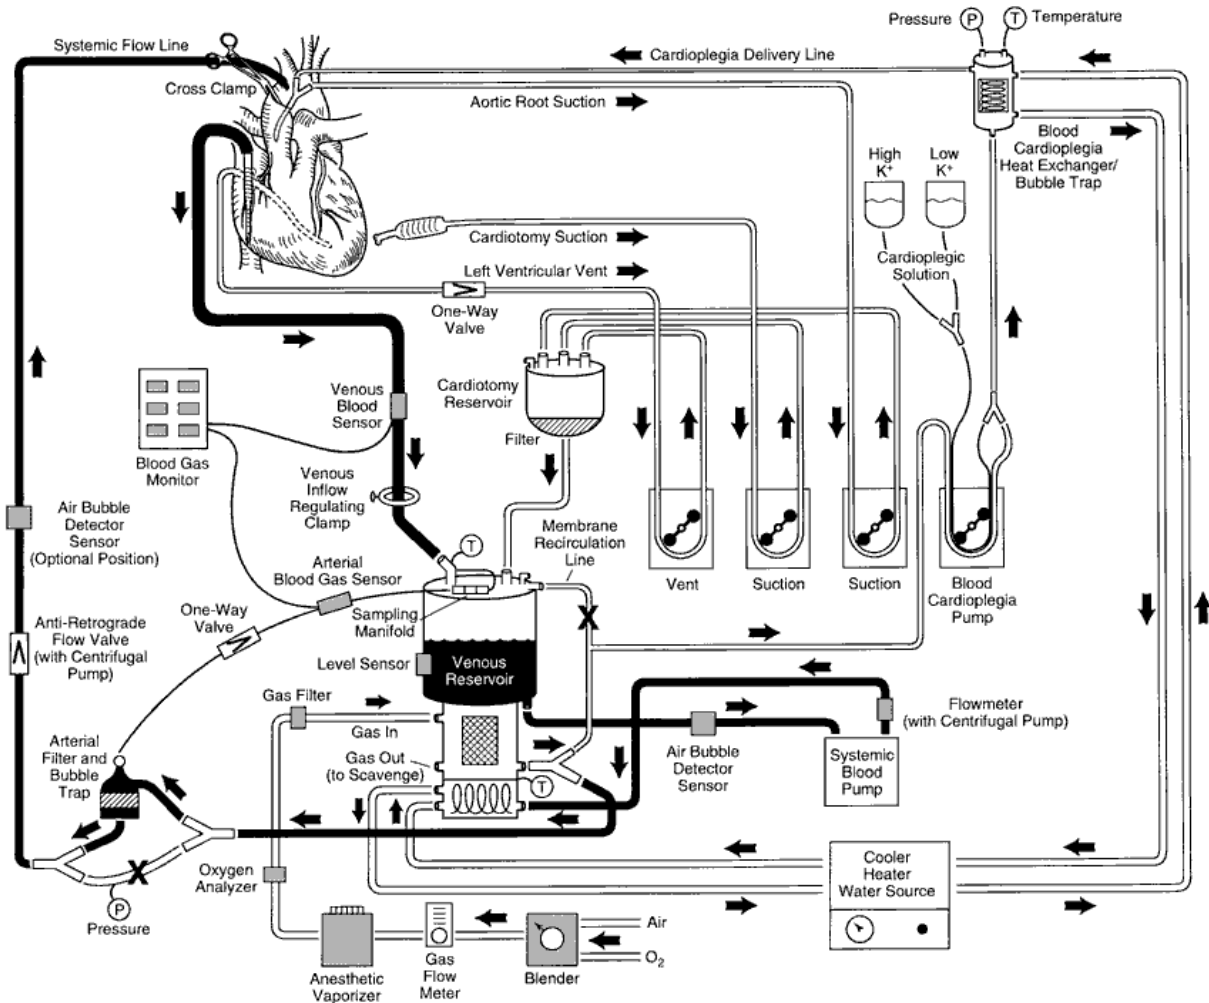 Pressure P T Temperature
Systemic Flow Line
Cardioplegia Delivery Line
Cross Clamp
Aortic Root Suction
Blood
Cardioplegia
Heat Exchanger/
Bubble Trap
High
K+
Low
K+
Cardiotomy Suction
Cardioplegic
Solution
Left Ventricular Vent
One-Way
Valve
Venous
Blood
Sensor
Cardiotomy
Reservoir
Filter
Blood Gas
Monitor
Venous
Inflow
Regulating
Clamp
Air Bubble
Detector
Sensor
(Optional Position)
T
Membrane
Recirculation
Line
Vent
Suction
Suction
Blood
Cardioplegia
Pump
Arterial
Blood Gas Sensor
One-Way
Valve
Sampling
Manifold
X
Anti-Retrograde
Flow Valve
(with Centrifugal
Pump)
Level Sensor
Venous
Reservoir
Gas Filter
Gas In
Flowmeter
(with Centrifugal Pump)
Arterial
Filter and
Bubble
Trap
Gas Out
(to Scavenge)
T
Air Bubble
Detector
Sensor
Systemic
Blood
Pump
X
P
Pressure
Oxygen
Analyzer
Cooler
Heater
Water Source
Air
O2
Anesthetic
Vaporizer
Gas
Flow
Meter
Blender